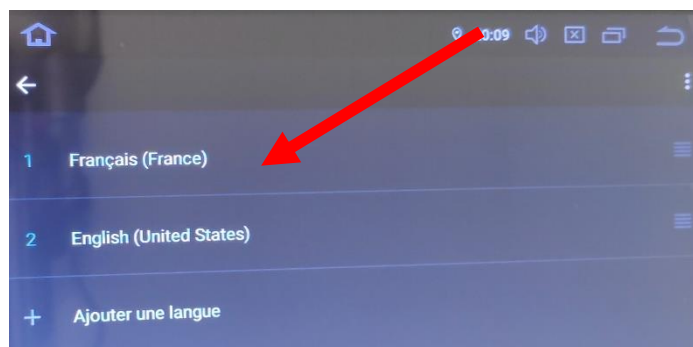 1 Français (France)
2 English (United States)
+ Ajouter une langue